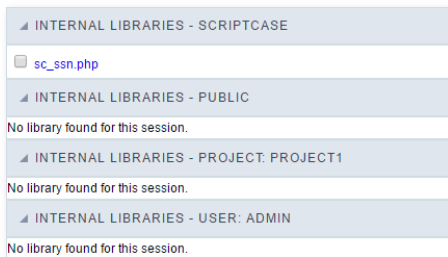 INTERNAL LIBRARIES - SCRIPTCASE
sc_ssn.php
INTERNAL LIBRARIES - PUBLIC
No library found for this session.
INTERNAL LIBRARIES - PROJECT: PROJECT1
No library found for this session.
INTERNAL LIBRARIES - USER: ADMIN
No library found for this session.